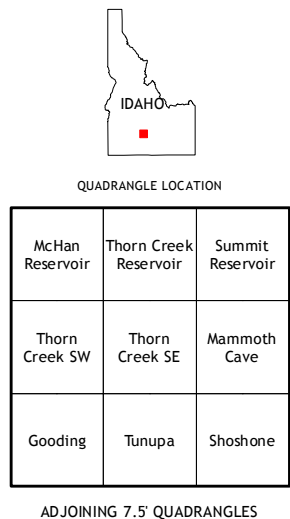 IDAHO
QUADRANGLE LOCATION
McHan
Reservoir
Thorn Creek
Reservoir
Summit
Reservoir
Thorn
Creek SW
Thorn
Creek SE
Mammoth
Cave
Gooding
Tunupa
Shoshone
ADJOINING 7.5' QUADRANGLES